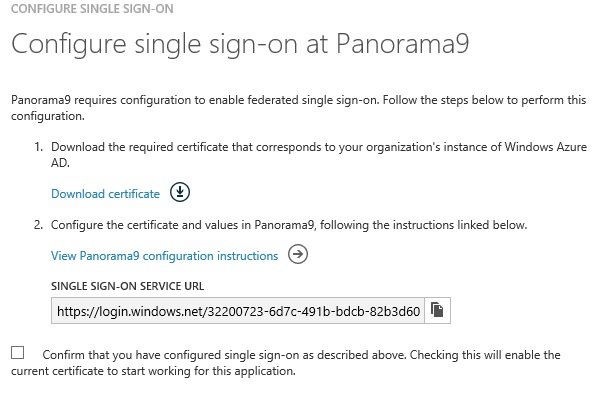 CONFIGURE SINGLE SIGN-ON
Configure single sign-on at Panorama9
Panorama9 requires configuration to enable federated single sign-on. Follow the steps below to perform this
configuration.
1. Download the required certificate that corresponds to your organization's instance of Windows Azure
AD.
Download certificate
2. Configure the certificate and values in Panorama9, following the instructions linked below.
View Panorama9 configuration instructions
SINGLE SIGN-ON SERVICE URL
https://login.windows.net/32200723-6d7c-491b-bdcb-82b3d60
Confirm that you have configured single sign-on as described above. Checking this will enable the
current certificate to start working for this application.